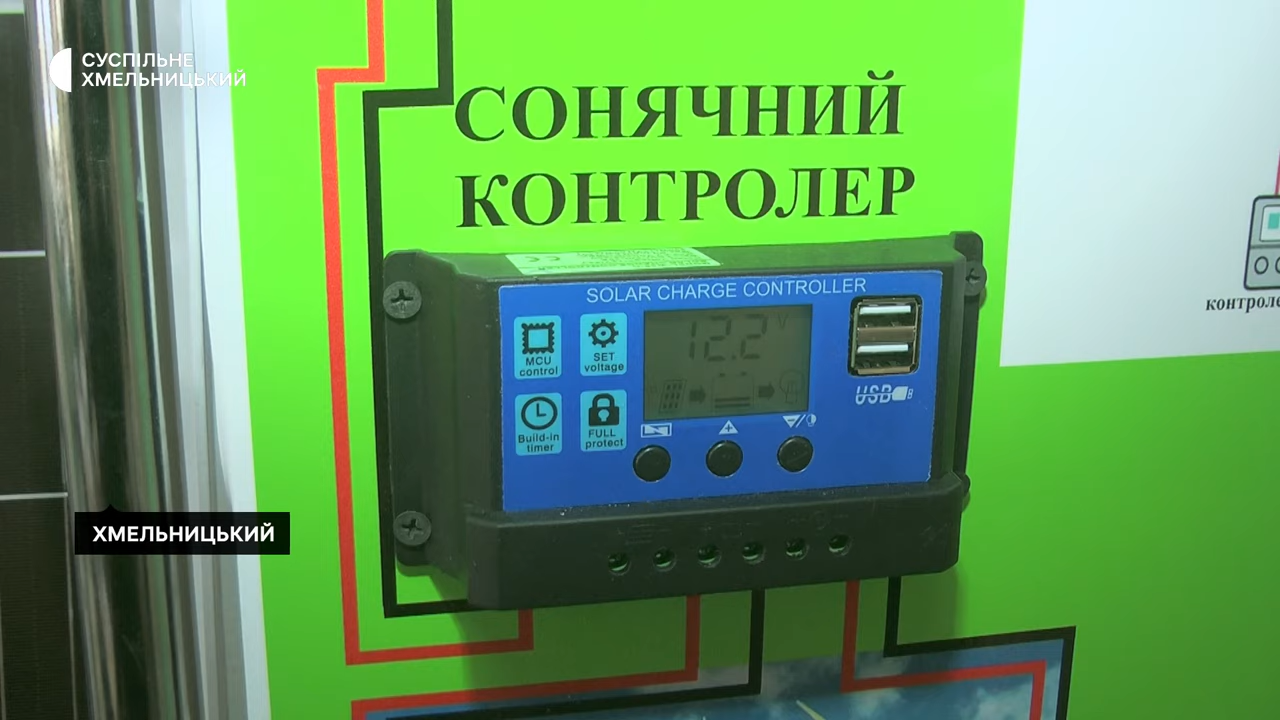 СУСПІЛЬНЕ
ХМЕЛЬНИЦЬКИЙ
СОНЯЧНИЙ
КОНТРОЛЕР
SOLAR CHARGE CONTROLLER
MCU
control
SET
voltage
12.2 V
USB
Build-in
timer
FULL
protect
контроле
ХМЕЛЬНИЦЬКИЙ